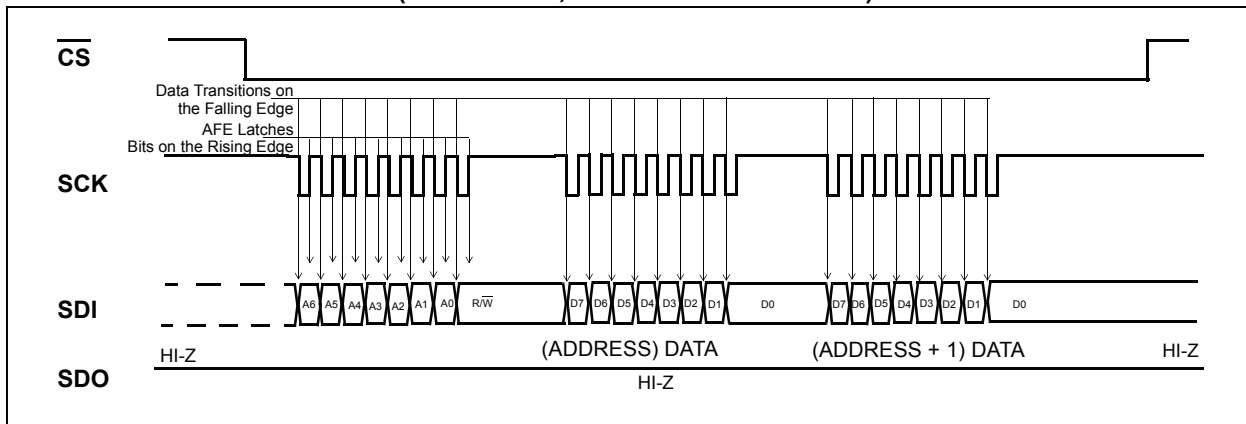 CS
Data Transitions on
the Falling Edge
AFE Latches
Bits on the Rising Edge
SCK
SDI
A6 A5 A4 A3 A2 A1 A0 R/W D7 D6 D5 D4 D3 D2 D1 D0 D7 D6 D5 D4 D3 D2 D1 D0
HI-Z (ADDRESS) DATA (ADDRESS + 1) DATA HI-Z
SDO
HI-Z